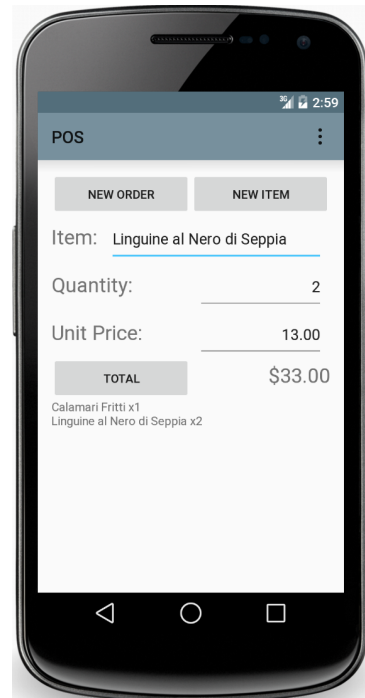 3G 2:59
POS
NEW ORDER NEW ITEM
Item: Linguine al Nero di Seppia
Quantity: 2
Unit Price: 13.00
TOTAL $33.00
Calamari Fritti x1
Linguine al Nero di Seppia x2